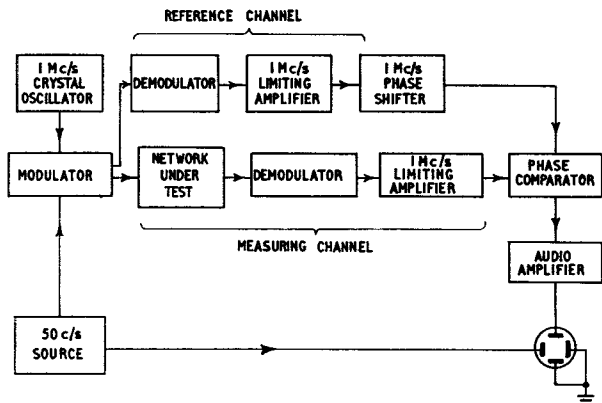 REFERENCE CHANNEL
1 Mc/s
CRYSTAL
OSCILLATOR
DEMODULATOR
1 Mc/s
LIMITING
AMPLIFIER
1 Mc/s
PHASE
SHIFTER
MODULATOR
NETWORK
UNDER
TEST
DEMODULATOR
1 Mc/s
LIMITING
AMPLIFIER
PHASE
COMPARATOR
MEASURING CHANNEL
AUDIO
AMPLIFIER
50 c/s
SOURCE